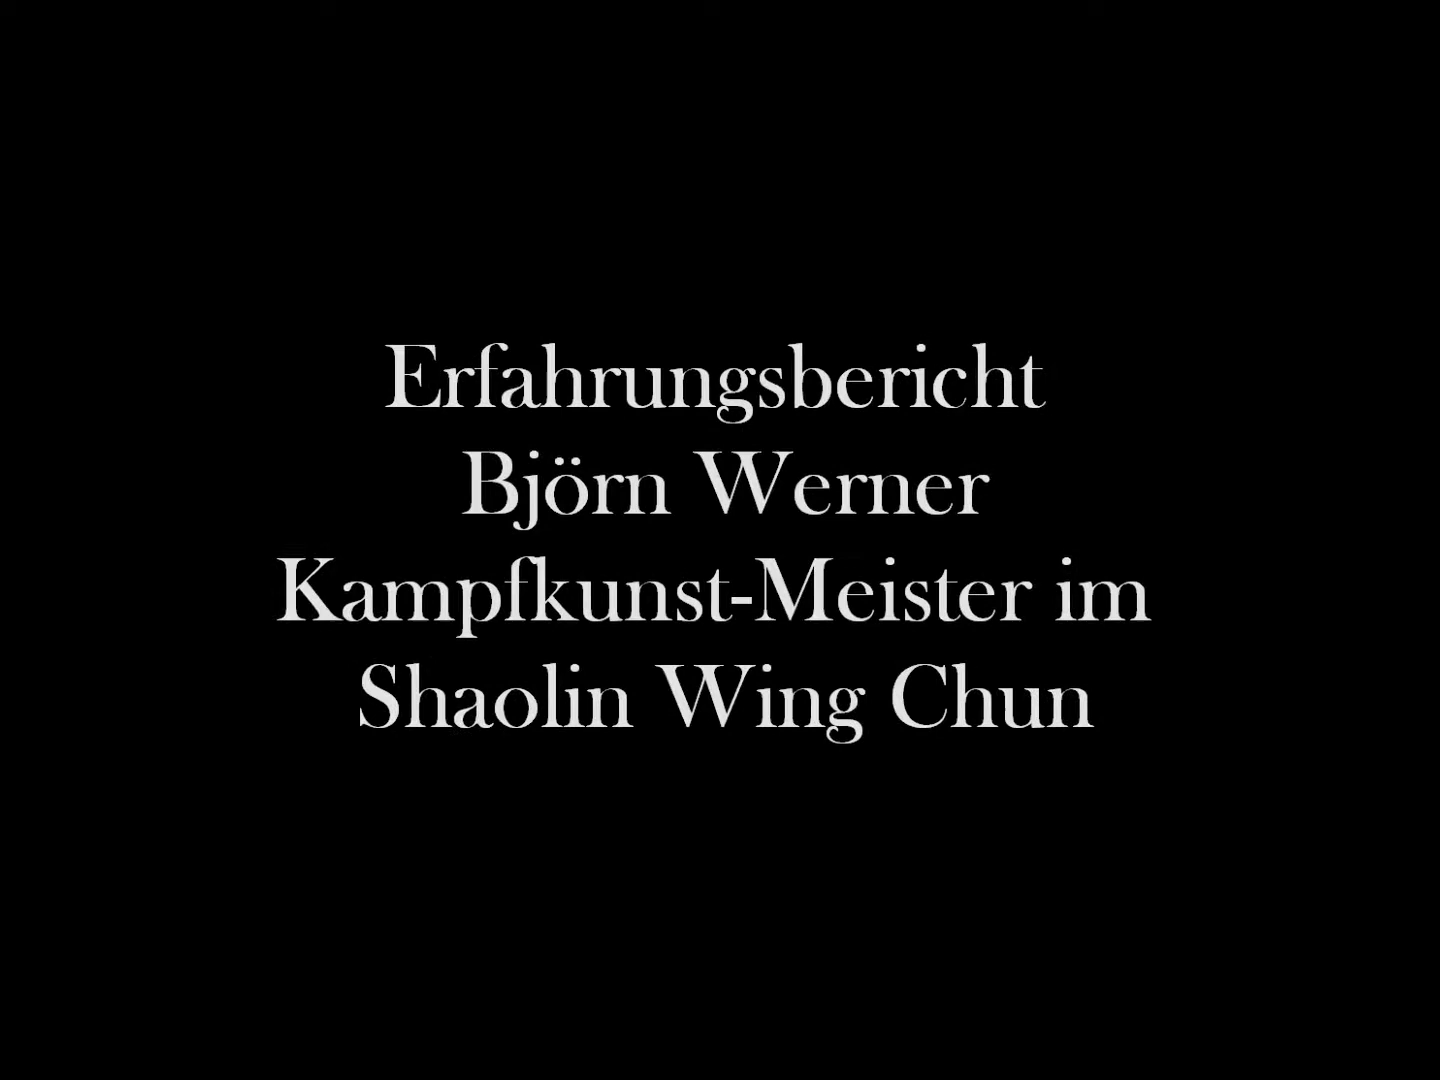 Erfahrungsbericht
Björn Werner
Kampfkunst-Meister im
Shaolin Wing Chun